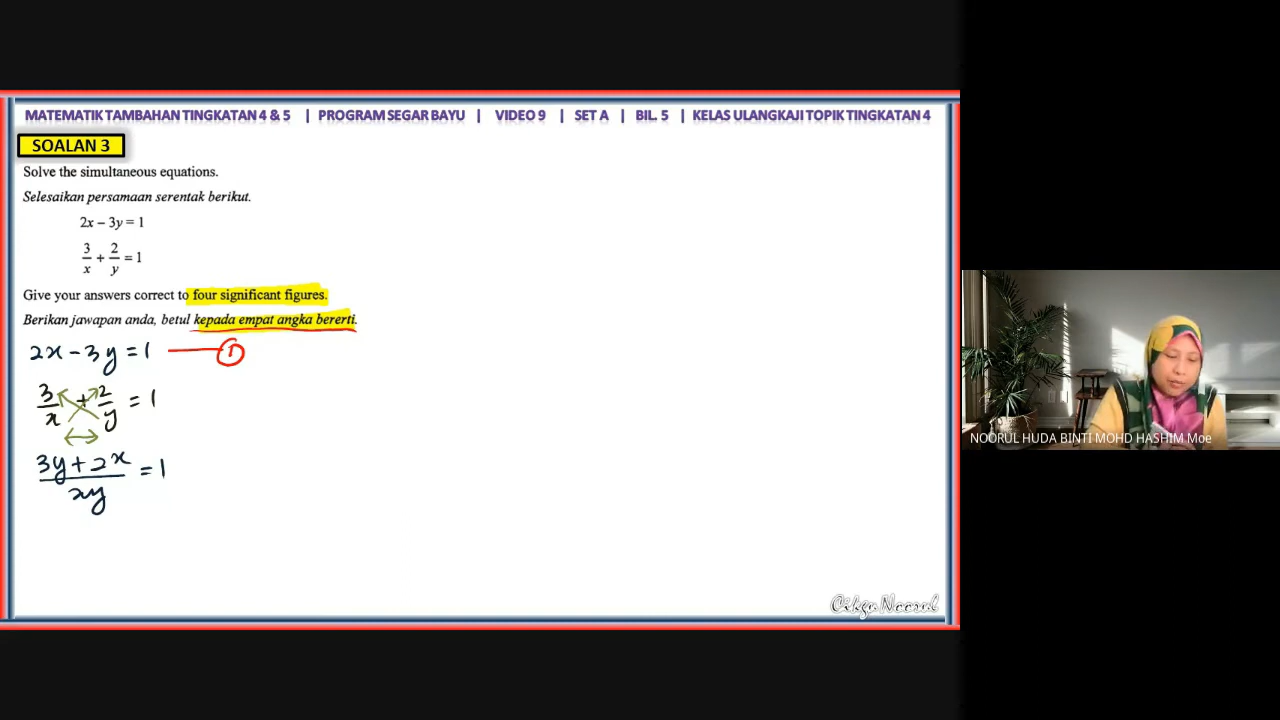 MATEMATIK TAMBAHAN TINGKATAN 4 & 5 | PROGRAM SEGAR BAYU | VIDEO 9 | SET A | BIL. 5 | KELAS ULANGKAJI TOPIK TINGKATAN 4
SOALAN 3
Solve the simultaneous equations.
Selesaikan persamaan serentak berikut.
2x – 3y = 1
3/x + 2/y = 1
Give your answers correct to four significant figures.
Berikan jawapan anda, betul kepada empat angka bererti.
2x - 3y = 1 — ①
3/x + 2/y = 1
(3y + 2x)/xy = 1
Cikgu Noorul
NOORUL HUDA BINTI MOHD HASHIM Moe